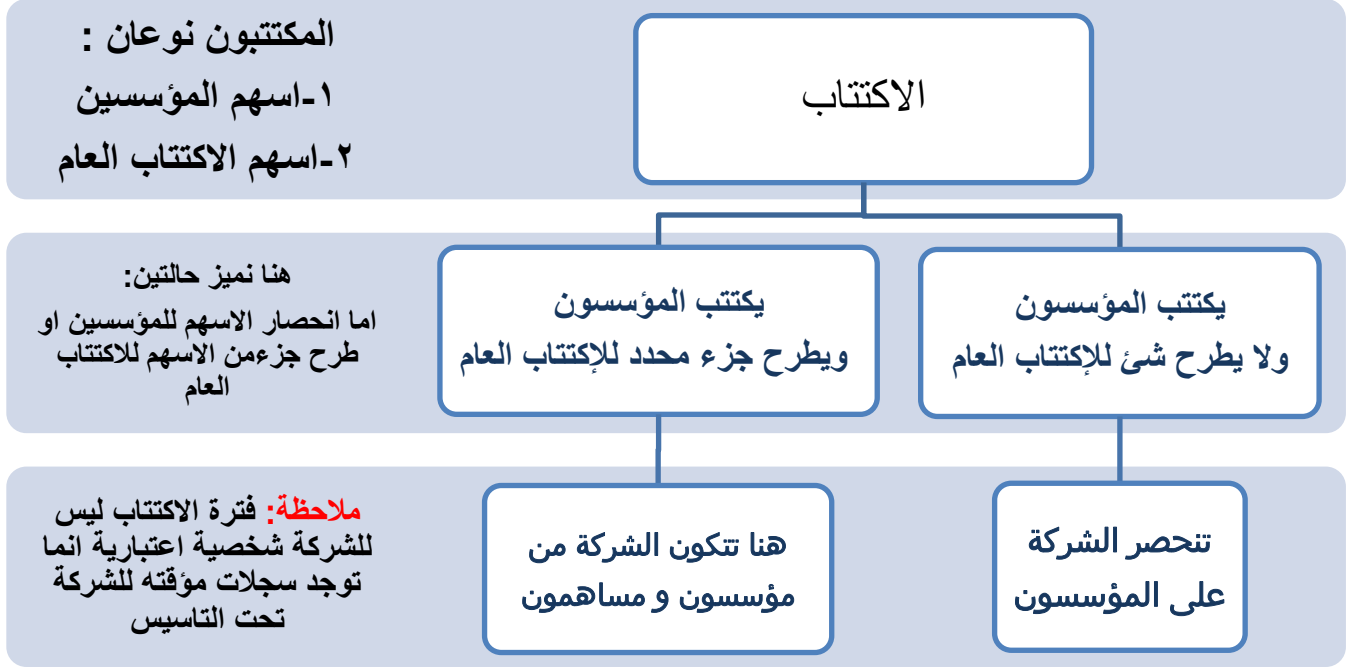 الاكتتاب
المكتتبون نوعان :
١-اسهم المؤسسين
٢-اسهم الاكتتاب العام
يكتتب المؤسسون
ولا يطرح شئ للإكتتاب العام
يكتتب المؤسسون
ويطرح جزء محدد للإكتتاب العام
هنا نميز حالتين:
اما انحصار الاسهم للمؤسسين او
طرح جزءمن الاسهم للاكتتاب
العام
تنحصر الشركة
على المؤسسون
هنا تتكون الشركة من
مؤسسون و مساهمون
ملاحظة: فترة الاكتتاب ليس
للشركة شخصية اعتبارية انما
توجد سجلات مؤقته للشركة
تحت التاسيس